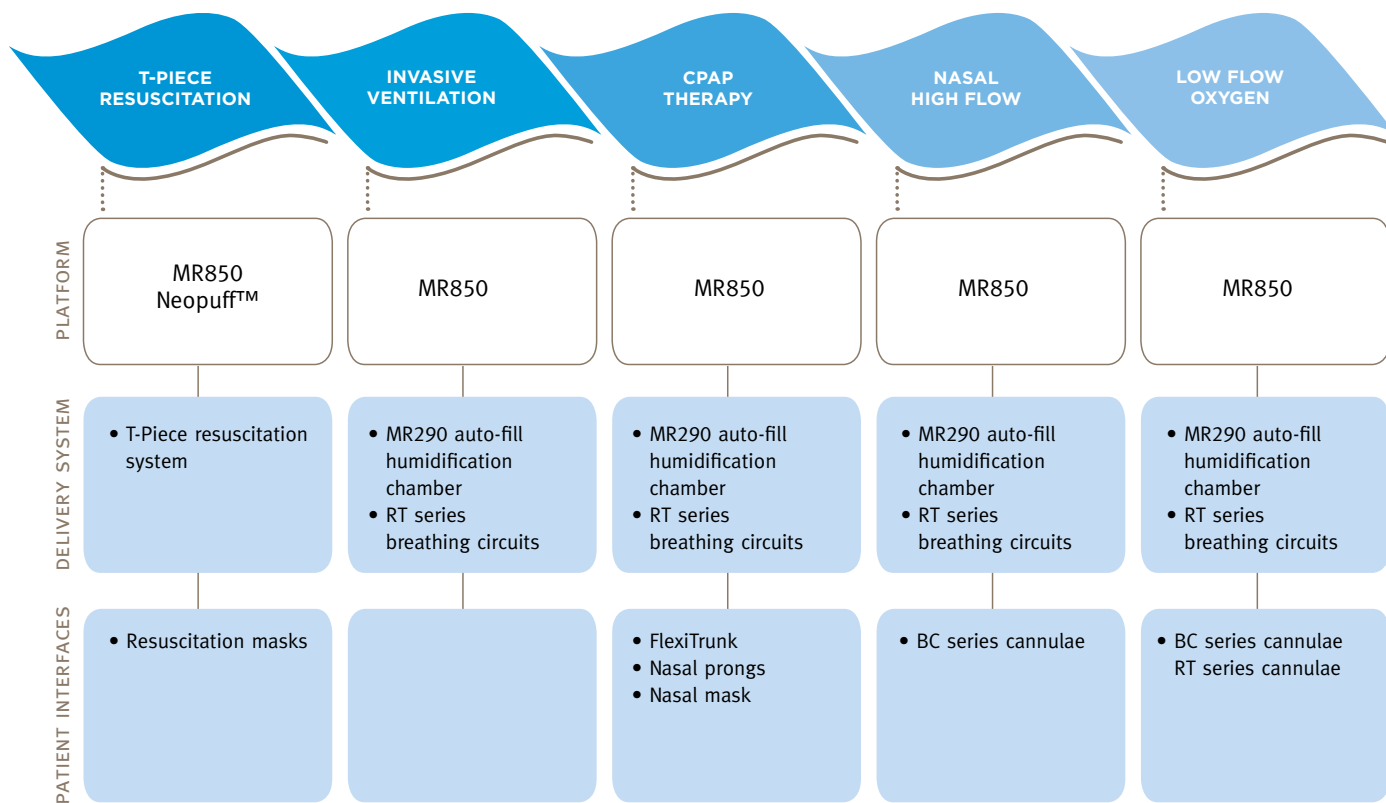 T-PIECE
RESUSCITATION
INVASIVE
VENTILATION
CPAP
THERAPY
NASAL
HIGH FLOW
LOW FLOW
OXYGEN
PLATFORM
MR850
Neopuff™
MR850
MR850
MR850
MR850
DELIVERY SYSTEM
• T-Piece resuscitation
system
• MR290 auto-fill
humidification
chamber
• RT series
breathing circuits
• MR290 auto-fill
humidification
chamber
• RT series
breathing circuits
• MR290 auto-fill
humidification
chamber
• RT series
breathing circuits
• MR290 auto-fill
humidification
chamber
• RT series
breathing circuits
PATIENT INTERFACES
• Resuscitation masks
• FlexiTrunk
• Nasal prongs
• Nasal mask
• BC series cannulae
• BC series cannulae
RT series cannulae